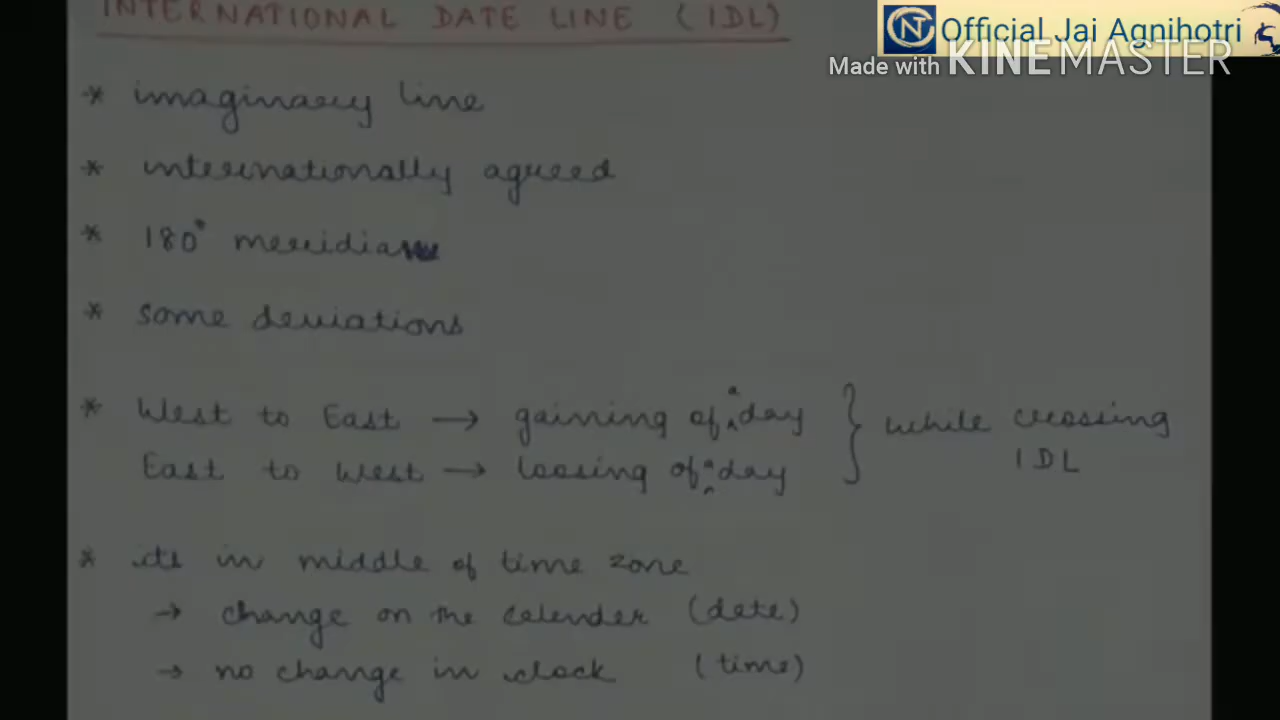 INTERNATIONAL DATE LINE (IDL)
Official Jai Agnihotri
Made with KINEMASTER
* imaginary line
* internationally agreed
* 180° meridian
* some deviations
* West to East → gaining of a day } while crossing
East to West → loosing of a day IDL
* its in middle of time zone
→ change on the calender (date)
→ no change in clock (time)